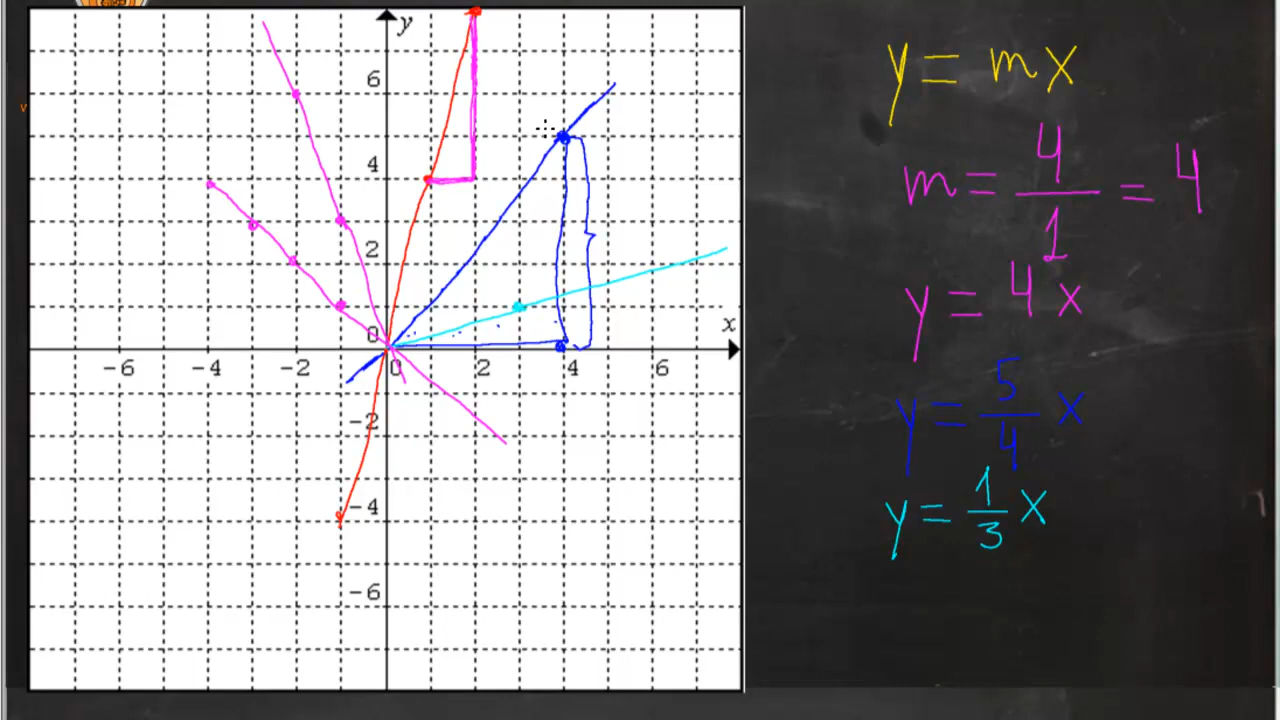 y
6
4
2
0
x
-6 -4 -2 0 2 4 6
-2
-4
-6
y = mx
m = 4/1 = 4
y = 4x
y = 5/4 x
y = 1/3 x